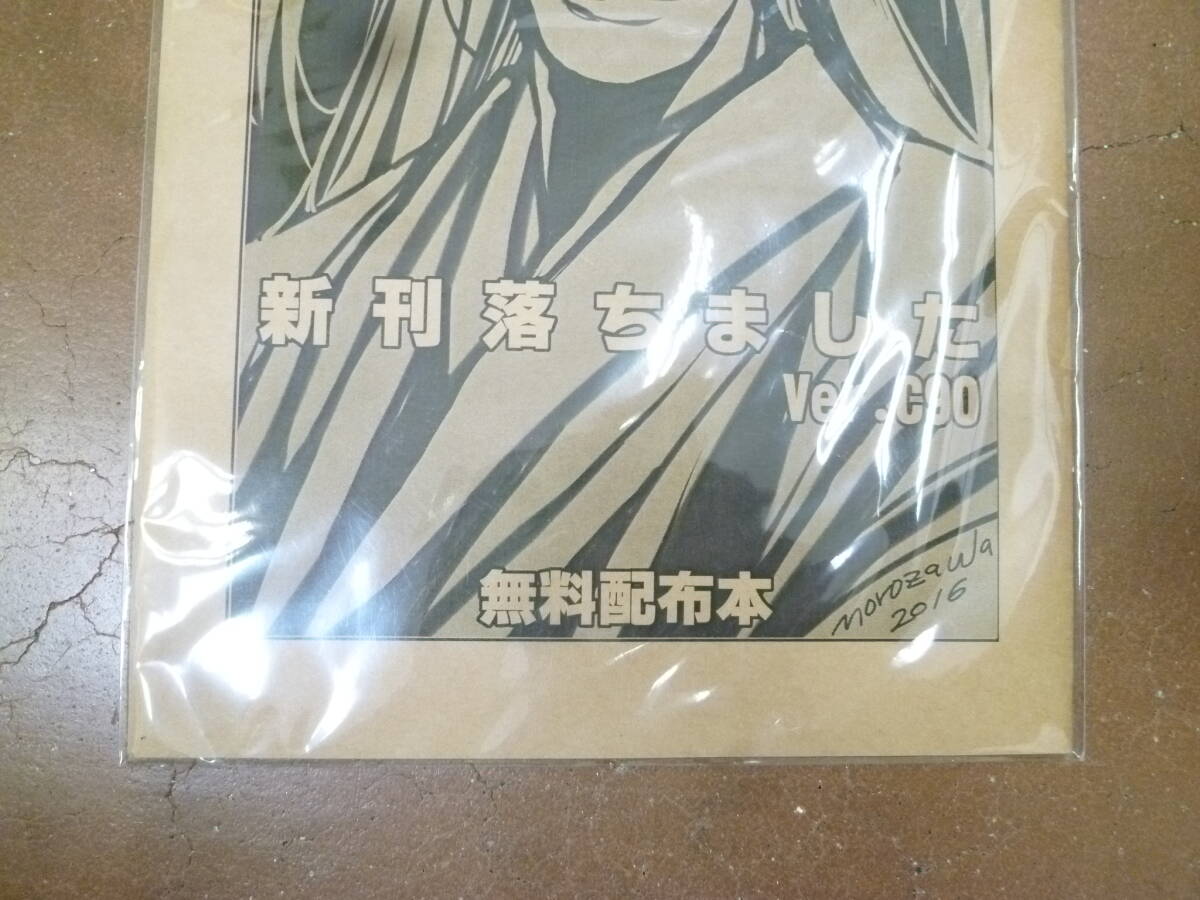 新刊落ちました
Ver.C90
無料配布本
Morozawa
2016